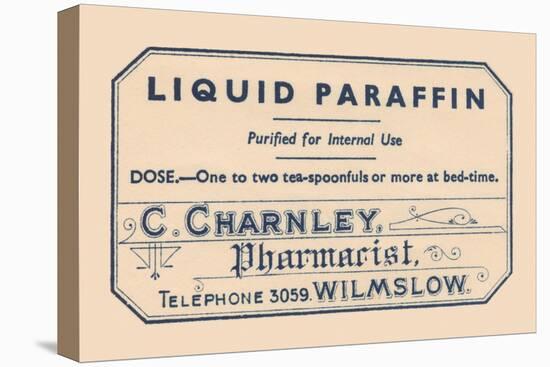 LIQUID PARAFFIN
Purified for Internal Use
DOSE.—One to two tea-spoonfuls or more at bed-time.
C. CHARNLEY,
Pharmacist,
TELEPHONE 3059. WILMSLOW.